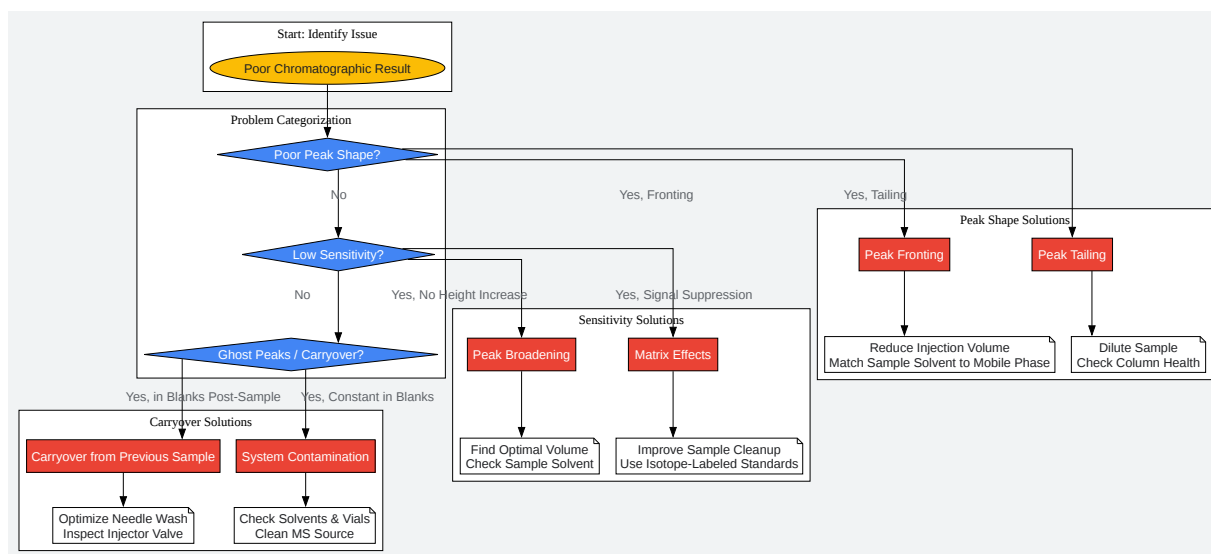 Start: Identify Issue
Poor Chromatographic Result
Problem Categorization
Poor Peak Shape?
No
Yes, Fronting
Yes, Tailing
Peak Shape Solutions
Low Sensitivity?
Peak Fronting
Peak Tailing
No
Yes, No Height Increase
Yes, Signal Suppression
Sensitivity Solutions
Ghost Peaks / Carryover?
Peak Broadening
Matrix Effects
Reduce Injection Volume
Match Sample Solvent to Mobile Phase
Dilute Sample
Check Column Health
Yes, in Blanks Post-Sample
Yes, Constant in Blanks
Carryover Solutions
Carryover from Previous Sample
System Contamination
Find Optimal Volume
Check Sample Solvent
Improve Sample Cleanup
Use Isotope-Labeled Standards
Optimize Needle Wash
Inspect Injector Valve
Check Solvents & Vials
Clean MS Source